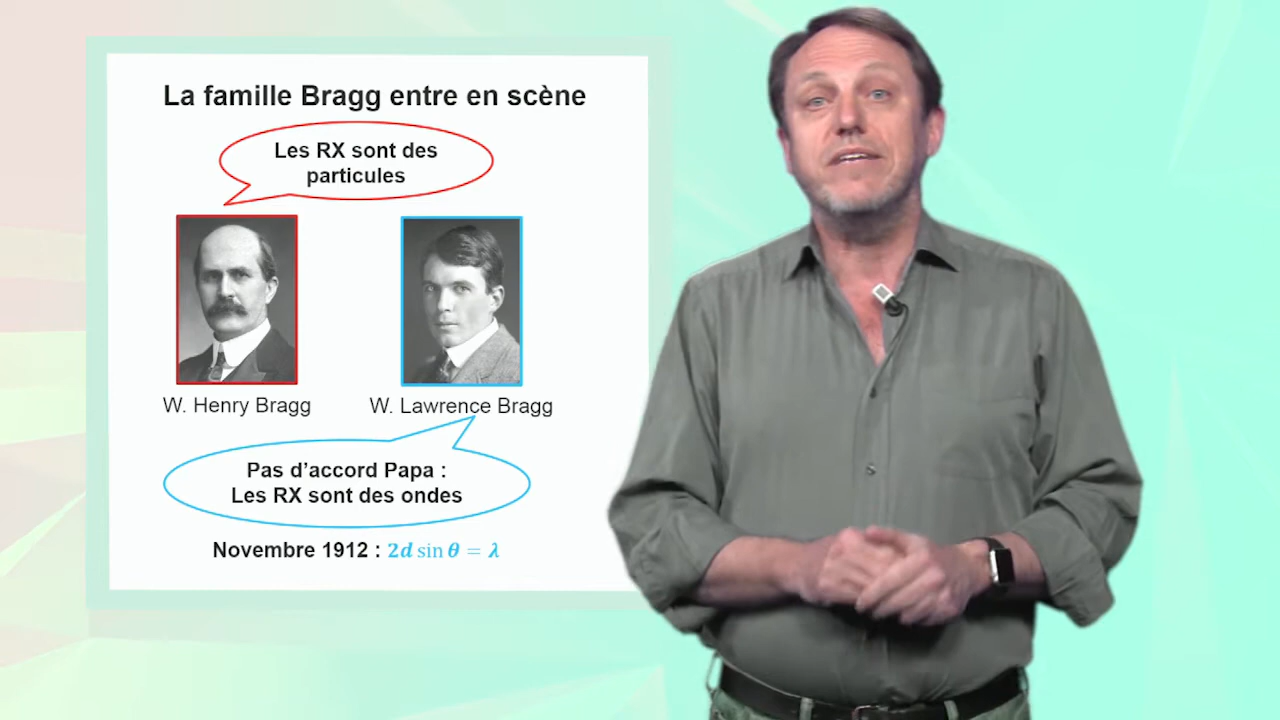 La famille Bragg entre en scène
Les RX sont des
particules
W. Henry Bragg
W. Lawrence Bragg
Pas d’accord Papa :
Les RX sont des ondes
Novembre 1912 : 2d sin θ = λ